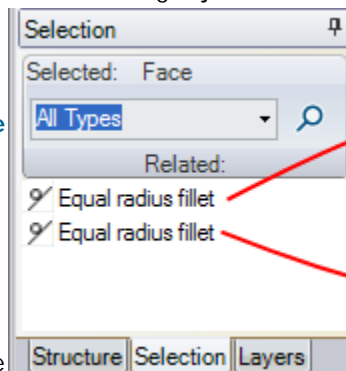 Selection
Selected: Face
All Types
Related:
Equal radius fillet
Equal radius fillet
Structure Selection Layers